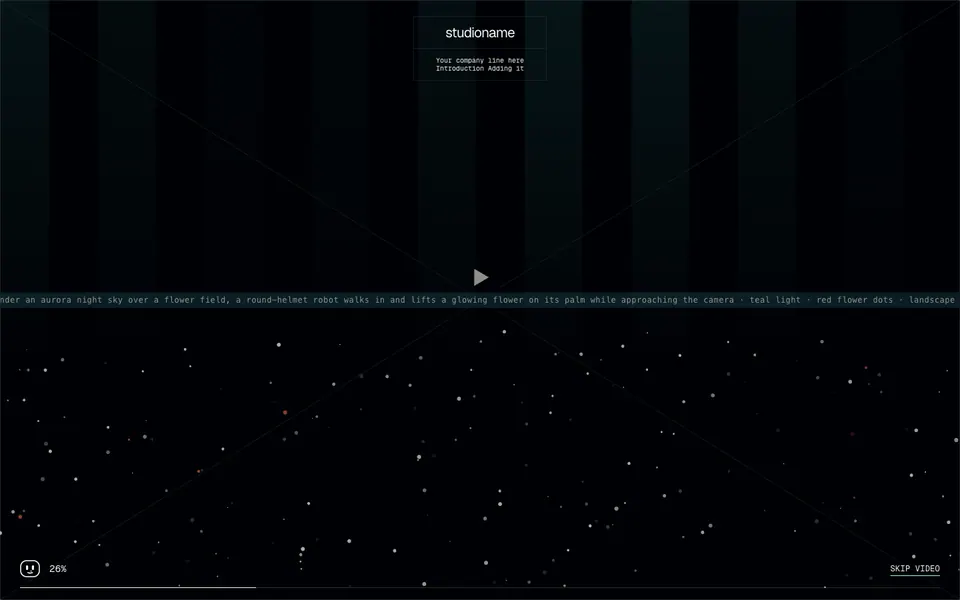 studioname
Your company line here
Introduction Adding it
an aurora night sky over a flower field, a round-helmet robot walks in and lifts a glowing flower on its palm while approaching the camera · teal light · red flower dots · landscape
26%
SKIP VIDEO